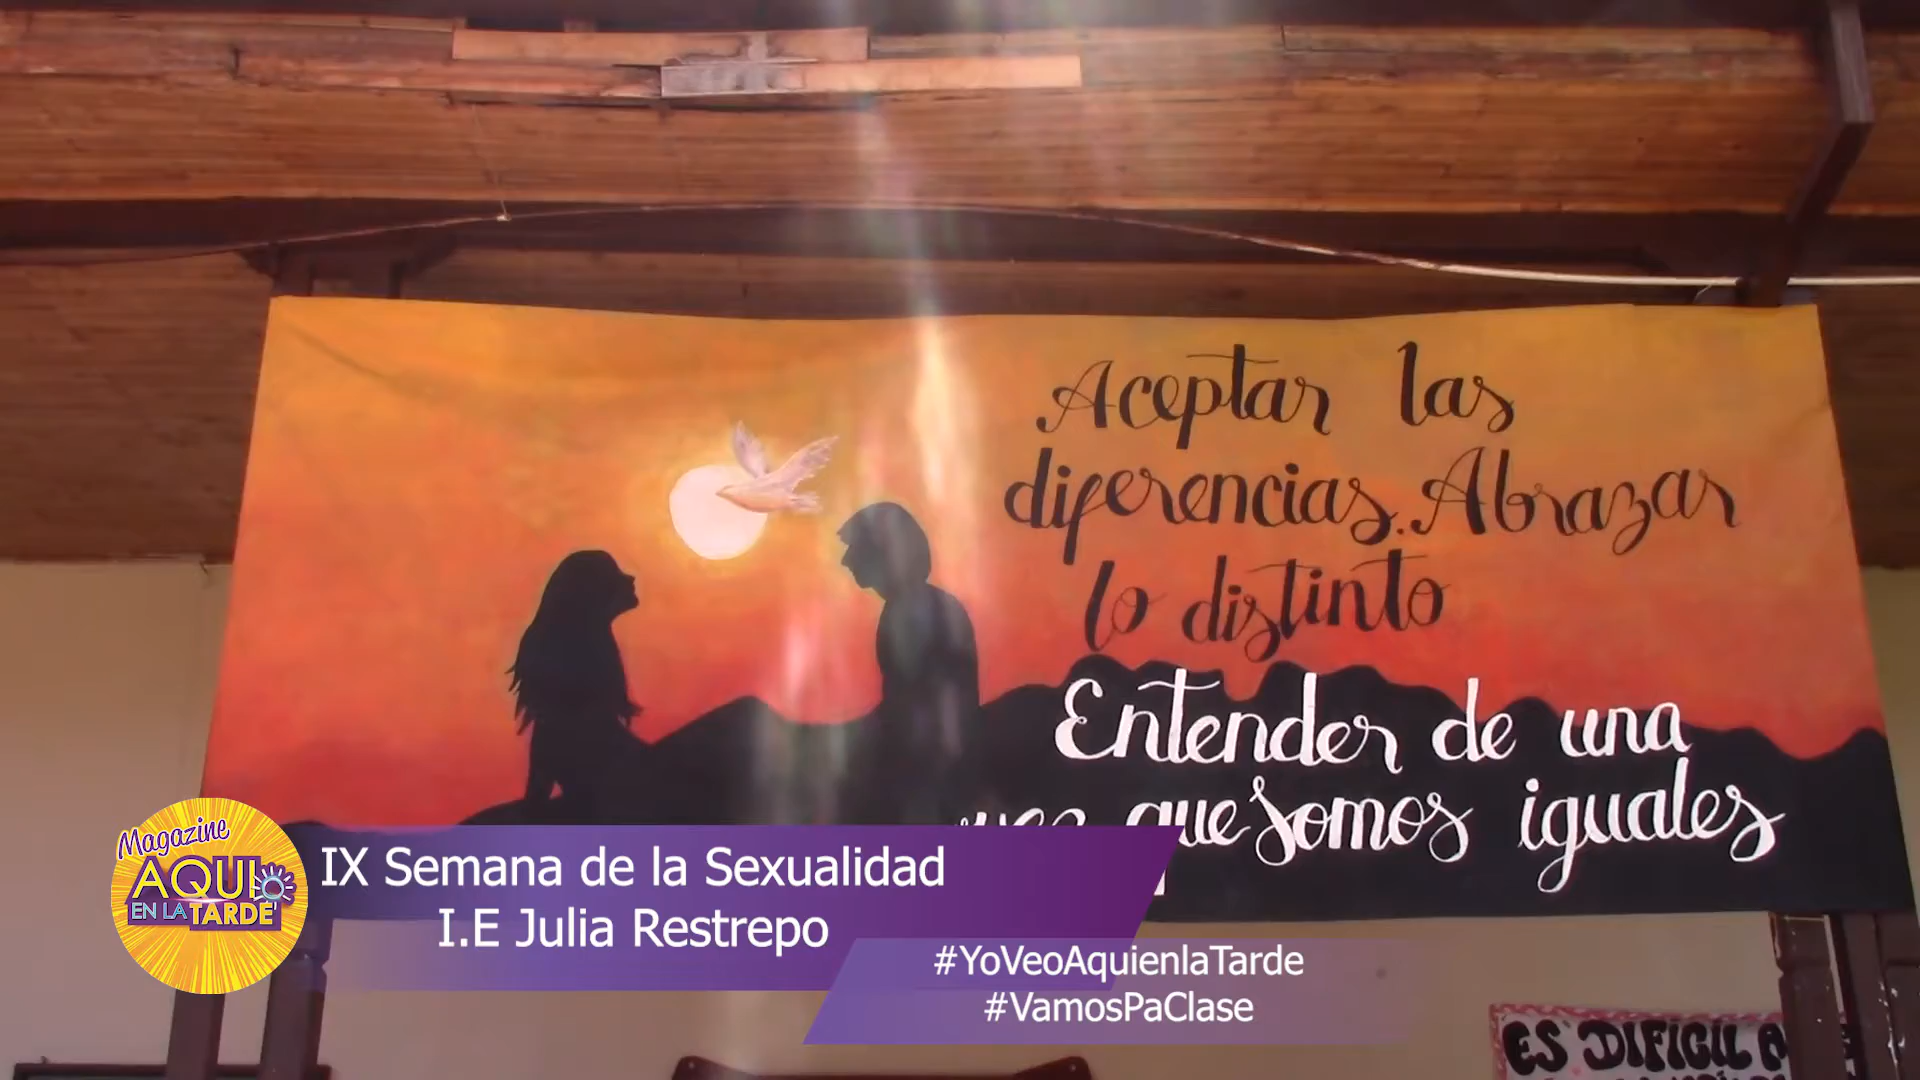 Aceptar las
diferencias. Abrazar
lo distinto
Entender de una
vez que somos iguales
Magazine
AQUI
EN LA TARDE
IX Semana de la Sexualidad
I.E Julia Restrepo
#YoVeoAquienlaTarde
#VamosPaClase
ES DIFICIL